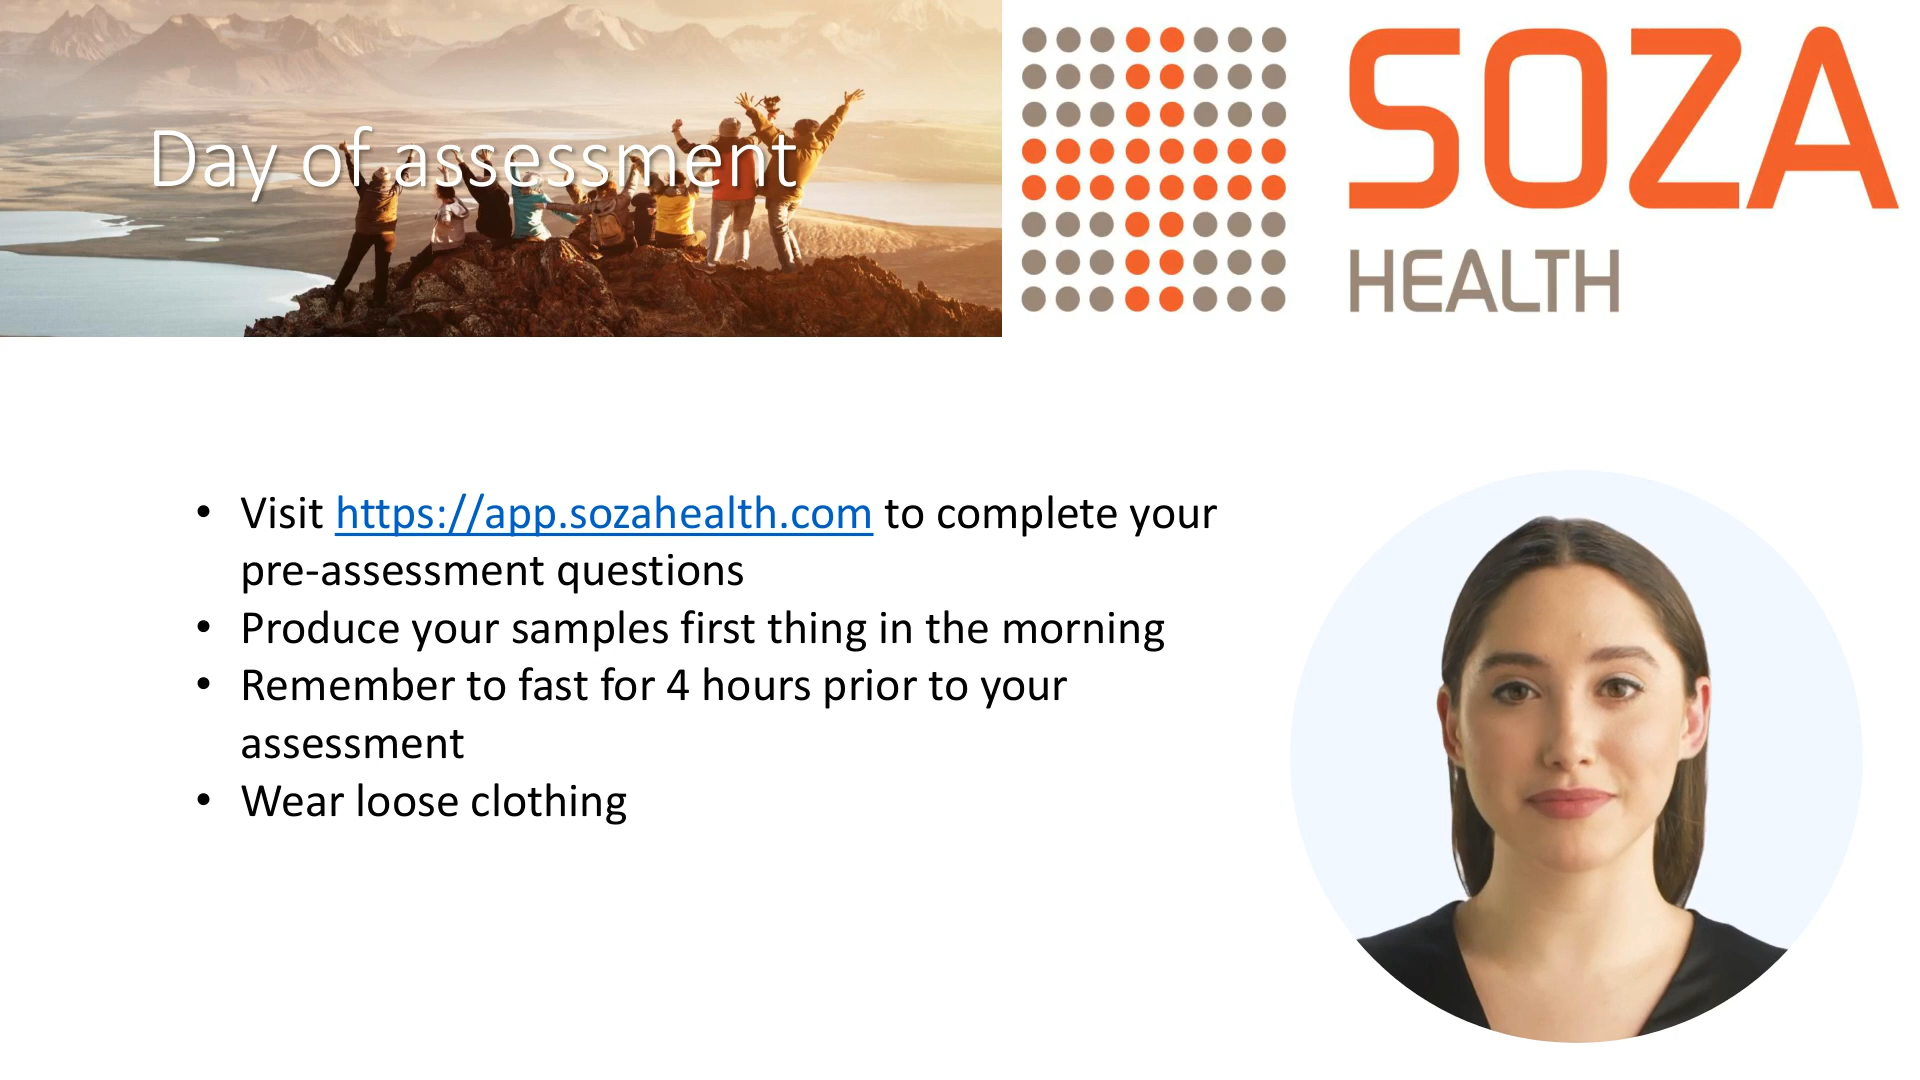 Day of assessment
SOZA
HEALTH
• Visit https://app.sozahealth.com to complete your
pre-assessment questions
• Produce your samples first thing in the morning
• Remember to fast for 4 hours prior to your
assessment
• Wear loose clothing